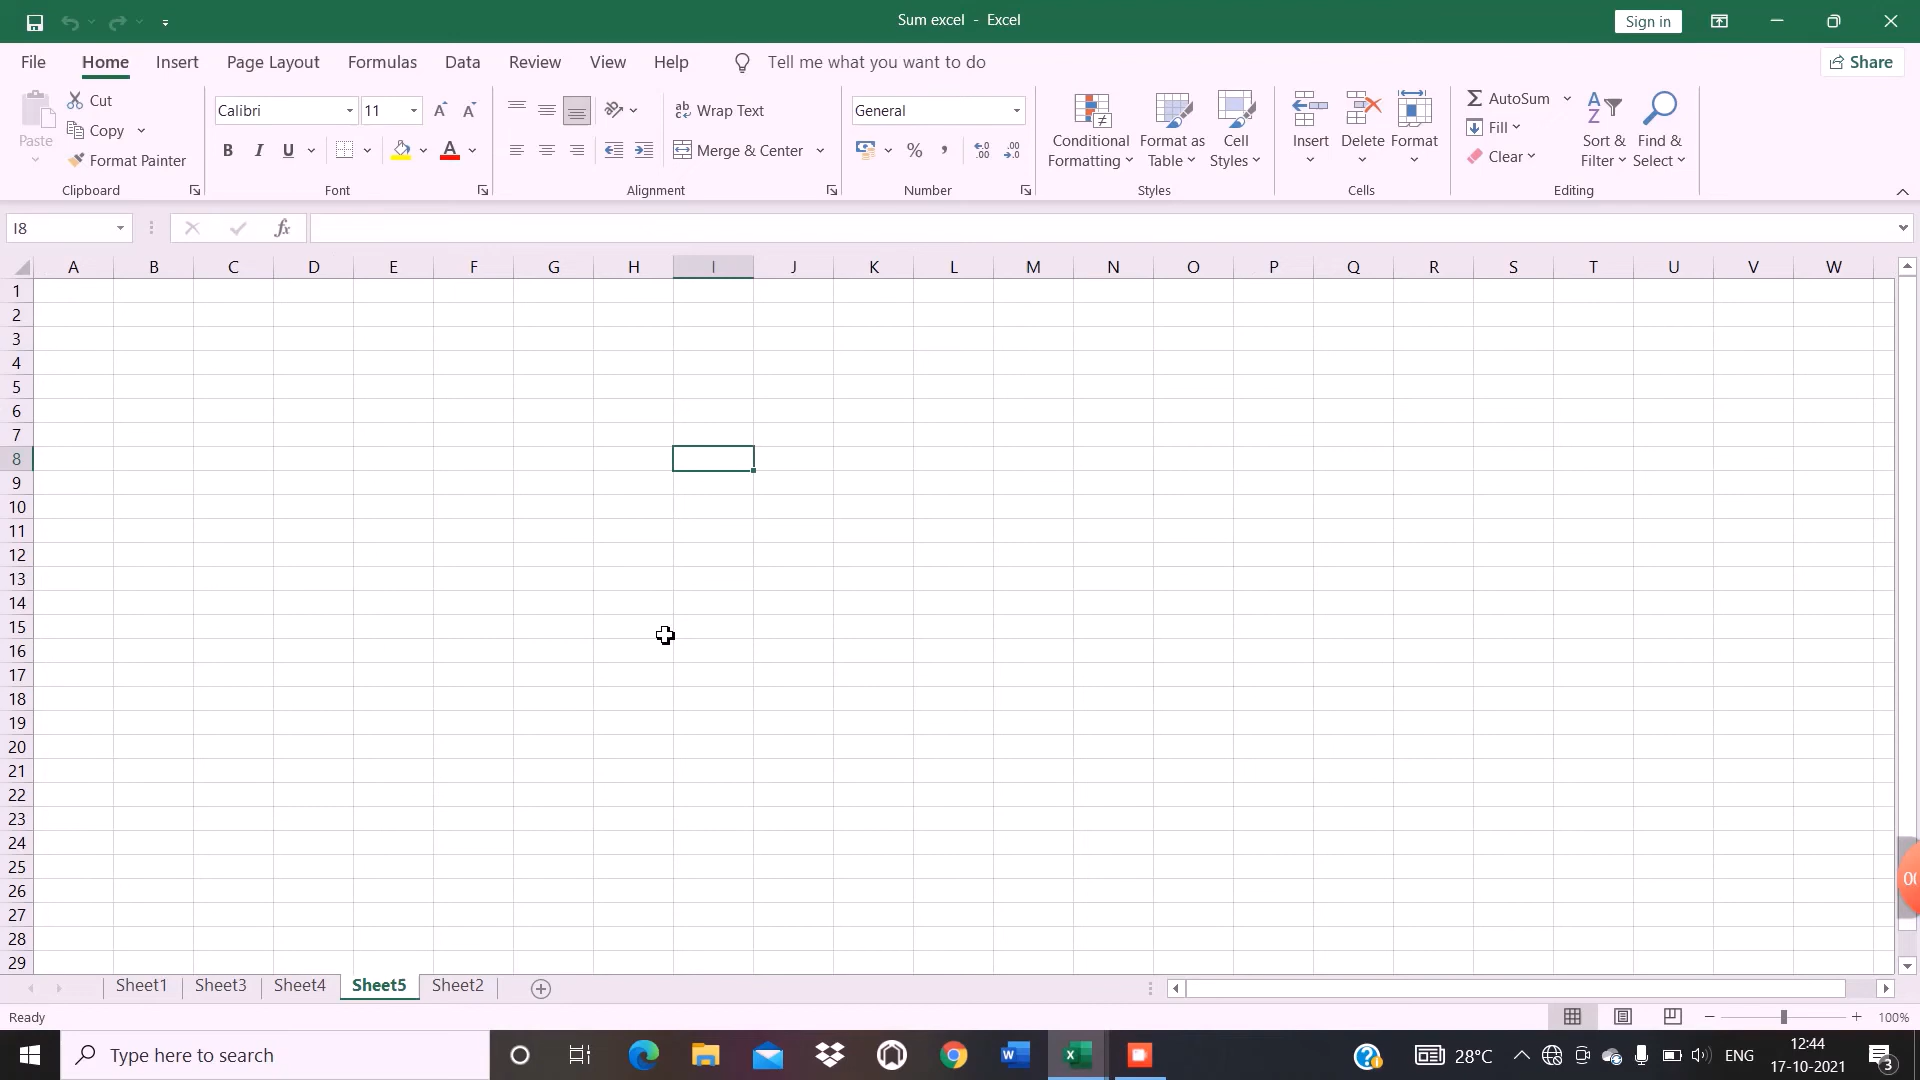 Sum excel - Excel
Sign in
File Home Insert Page Layout Formulas Data Review View Help Tell me what you want to do
Share
Paste
Cut
Copy
Format Painter
Clipboard
Calibri 11
B I U
Font
Wrap Text
Merge & Center
Alignment
General
Number
Conditional Formatting
Format as Table
Cell Styles
Styles
Insert
Delete
Format
Cells
AutoSum
Fill
Clear
Sort & Filter
Find & Select
Editing
I8
fx
A B C D E F G H I J K L M N O P Q R S T U V W
1
2
3
4
5
6
7
8
9
10
11
12
13
14
15
16
17
18
19
20
21
22
23
24
25
26
27
28
29
Sheet1 Sheet3 Sheet4 Sheet5 Sheet2
Ready
100%
Type here to search
28°C
ENG
12:44
17-10-2021
3